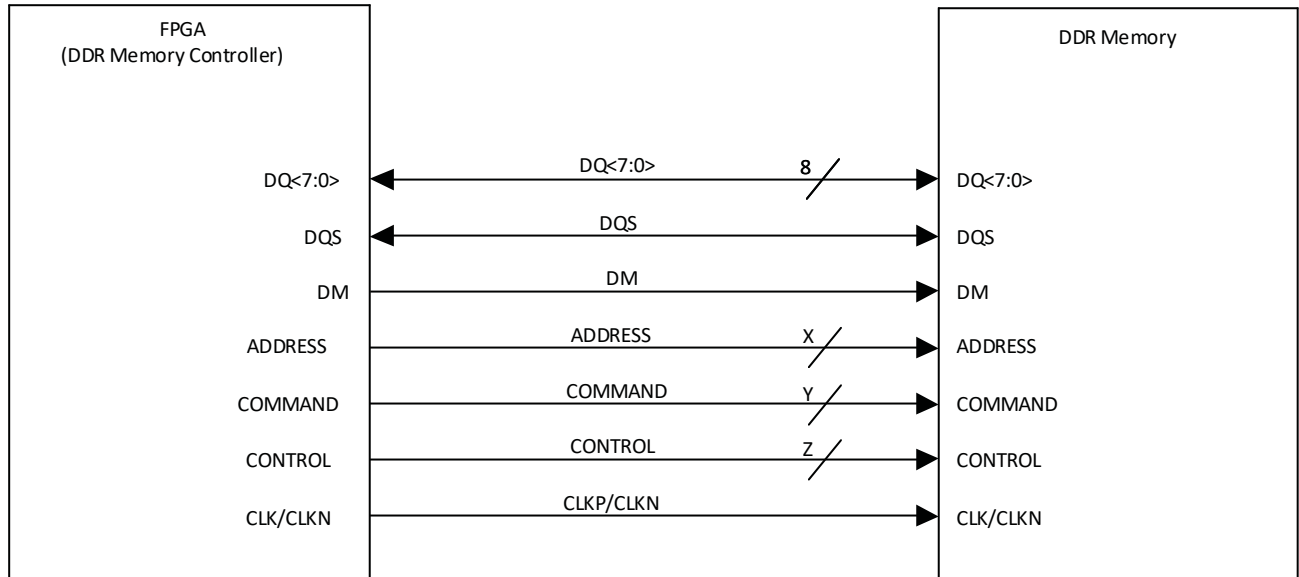 FPGA
(DDR Memory Controller)
DDR Memory
DQ<7:0>
DQ<7:0>
8
DQ<7:0>
DQS
DQS
DQS
DM
DM
DM
ADDRESS
ADDRESS
X
ADDRESS
COMMAND
COMMAND
Y
COMMAND
CONTROL
CONTROL
Z
CONTROL
CLK/CLKN
CLKP/CLKN
CLK/CLKN